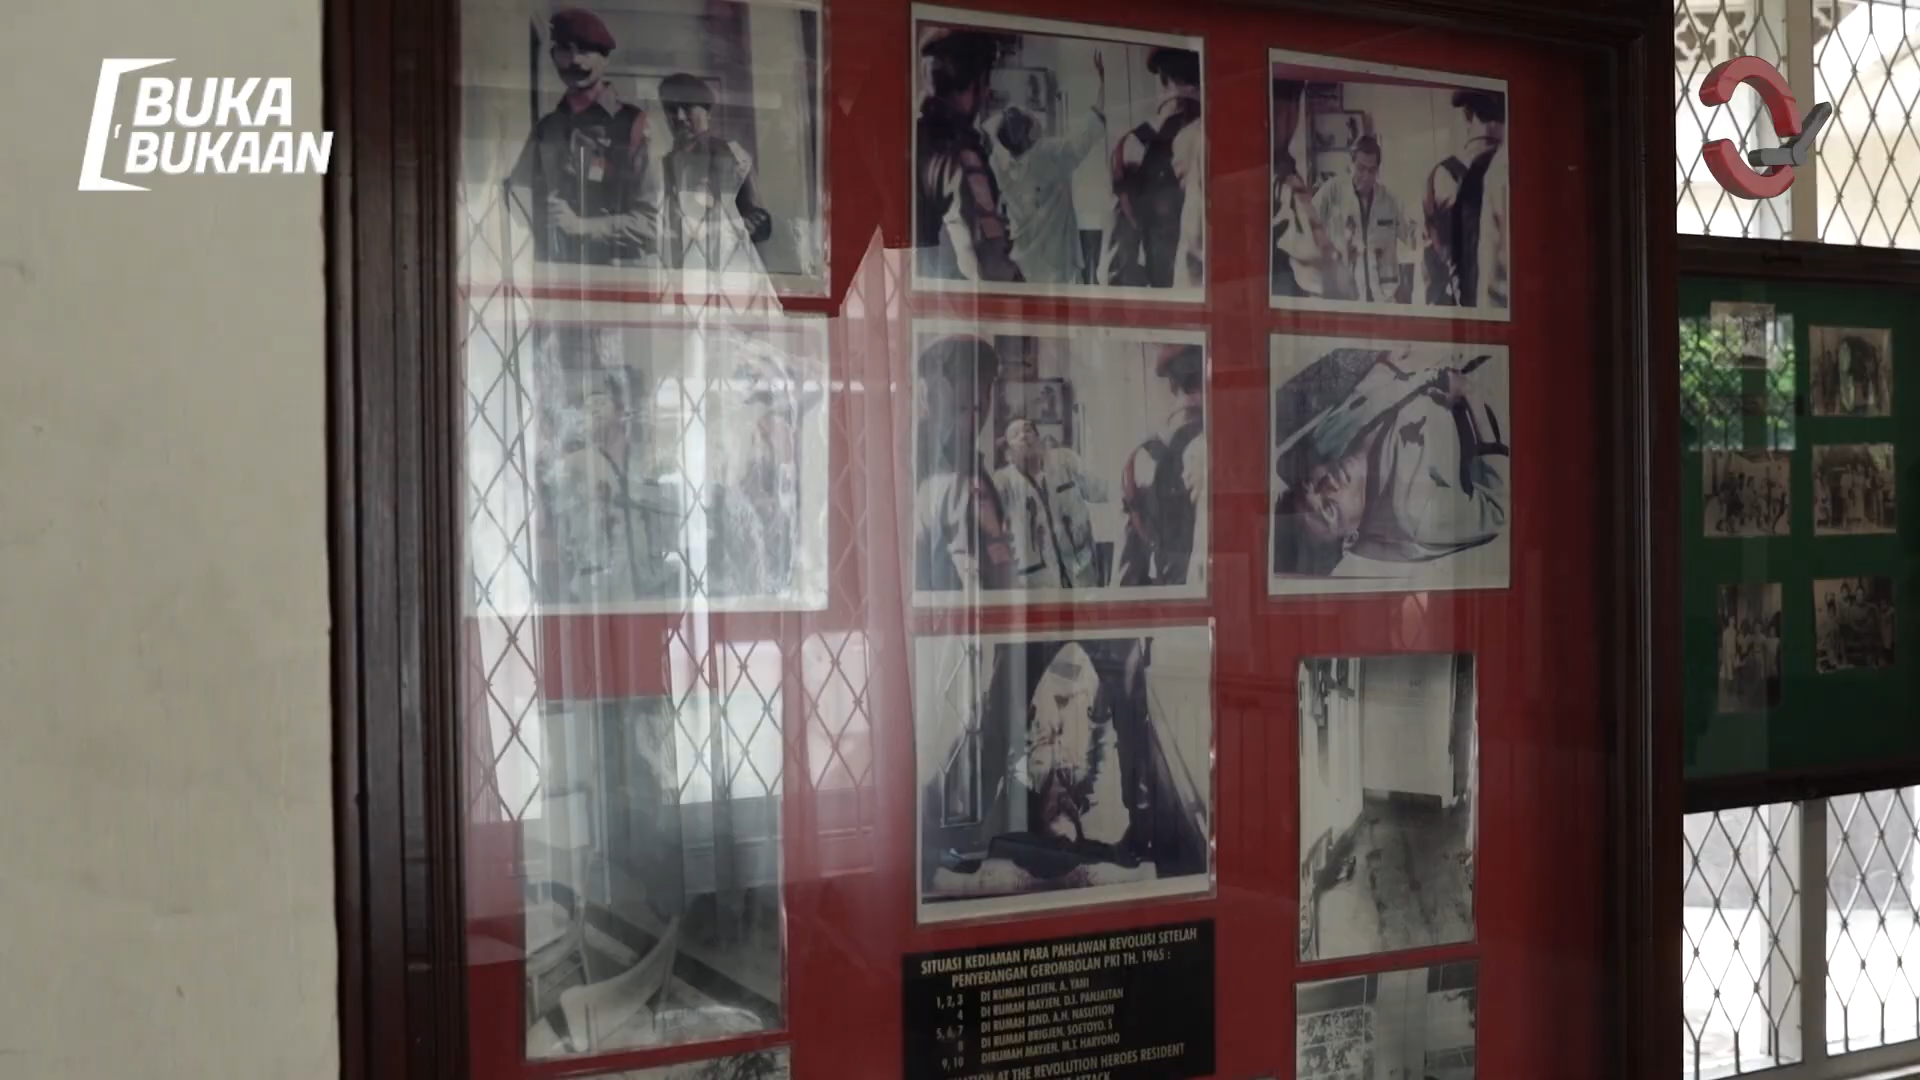 BUKA
BUKAAN
SITUASI KEDIAMAN PARA PAHLAWAN REVOLUSI SETELAH
PENYERANGAN GEROMBOLAN PKI TH. 1965 :
1, 2, 3 DI RUMAH LETJEN. A. YANI
4 DI RUMAH MAYJEN. D.I. PANJAITAN
5, 6, 7 DI RUMAH JEND. A.H. NASUTION
8 DI RUMAH BRIGJEN. SOETOYO. S
9, 10 DIRUMAH MAYJEN. M.T. HARYONO
AT THE REVOLUTION HEROES RESIDENT
ATTACK